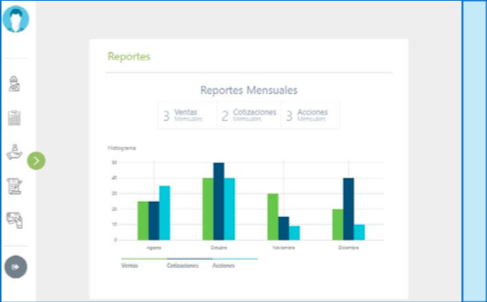 Reportes
Reportes Mensuales
3 Ventas Mensuales 2 Cotizaciones Mensuales 3 Acciones Mensuales
Histograma
50
40
30
20
10
0
Agosto Octubre Noviembre Diciembre
Ventas Cotizaciones Acciones